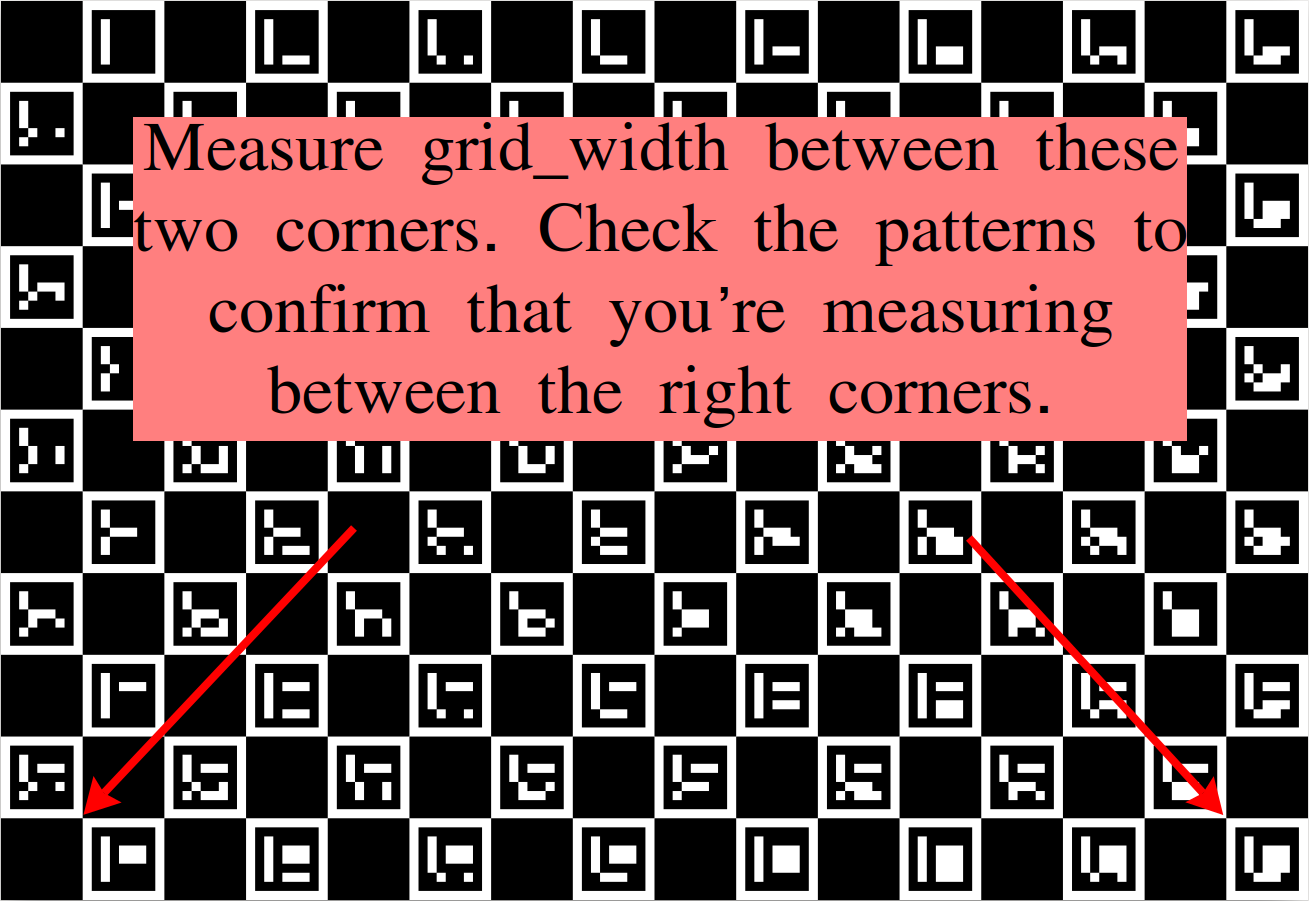 Measure grid_width between these
two corners. Check the patterns to
confirm that you're measuring
between the right corners.